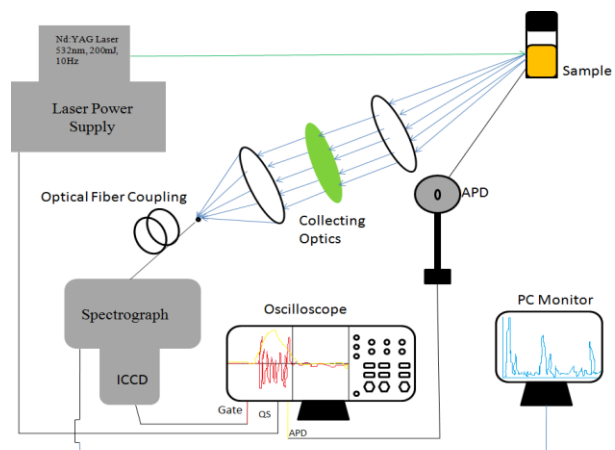 Nd:YAG Laser
532nm, 200mJ,
10Hz
Laser Power
Supply
Sample
Optical Fiber Coupling
Collecting
Optics
APD
Spectrograph
ICCD
Oscilloscope
PC Monitor
Gate
QS
APD